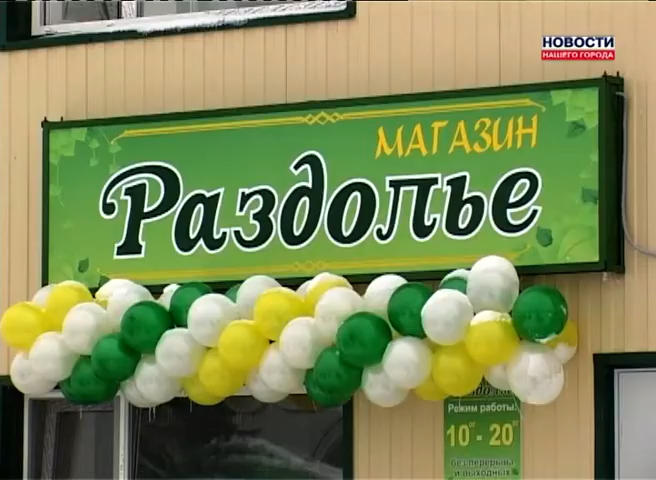 НОВОСТИ
НАШЕГО ГОРОДА
МАГАЗИН
Раздолье
Режим работы:
10⁰⁰ - 20⁰⁰
без перерыва
и выходных